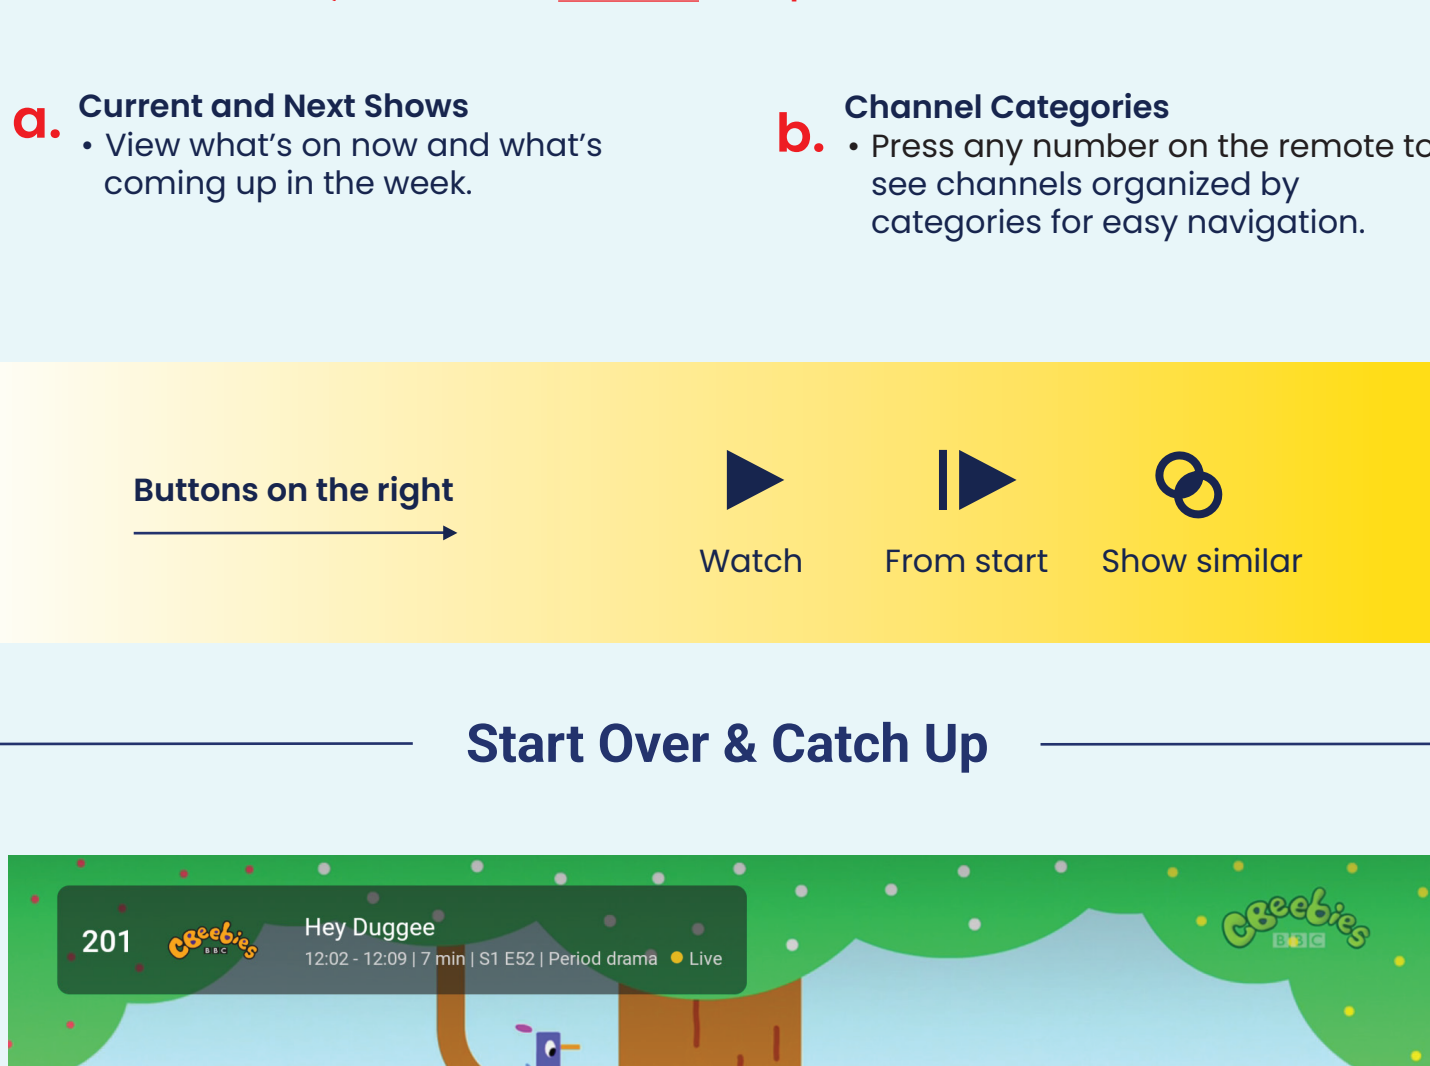 a. Current and Next Shows
• View what’s on now and what’s
coming up in the week.
b. Channel Categories
• Press any number on the remote to
see channels organized by
categories for easy navigation.
Buttons on the right
Watch
From start
Show similar
Start Over & Catch Up
201
CBeebies
BBC
Hey Duggee
12:02 - 12:09 | 7 min | S1 E52 | Period drama
Live
CBeebies
BBC